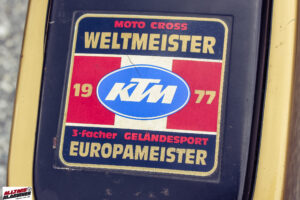 MOTO CROSS
WELTMEISTER
19 KTM 77
3-facher GELÄNDESPORT
EUROPAMEISTER